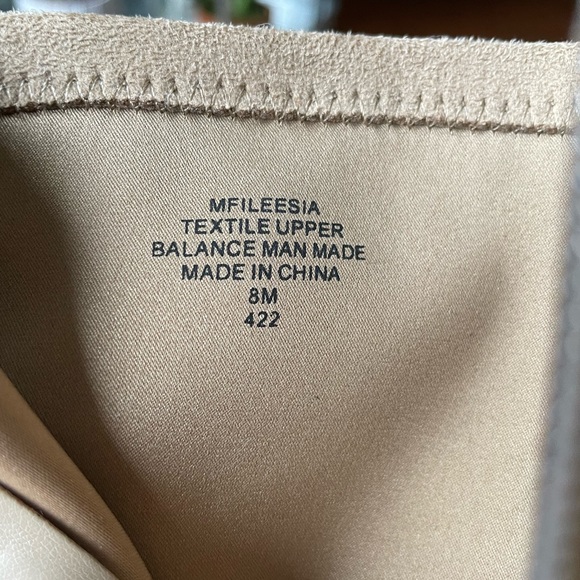 MFILEESIA
TEXTILE UPPER
BALANCE MAN MADE
MADE IN CHINA
8M
422